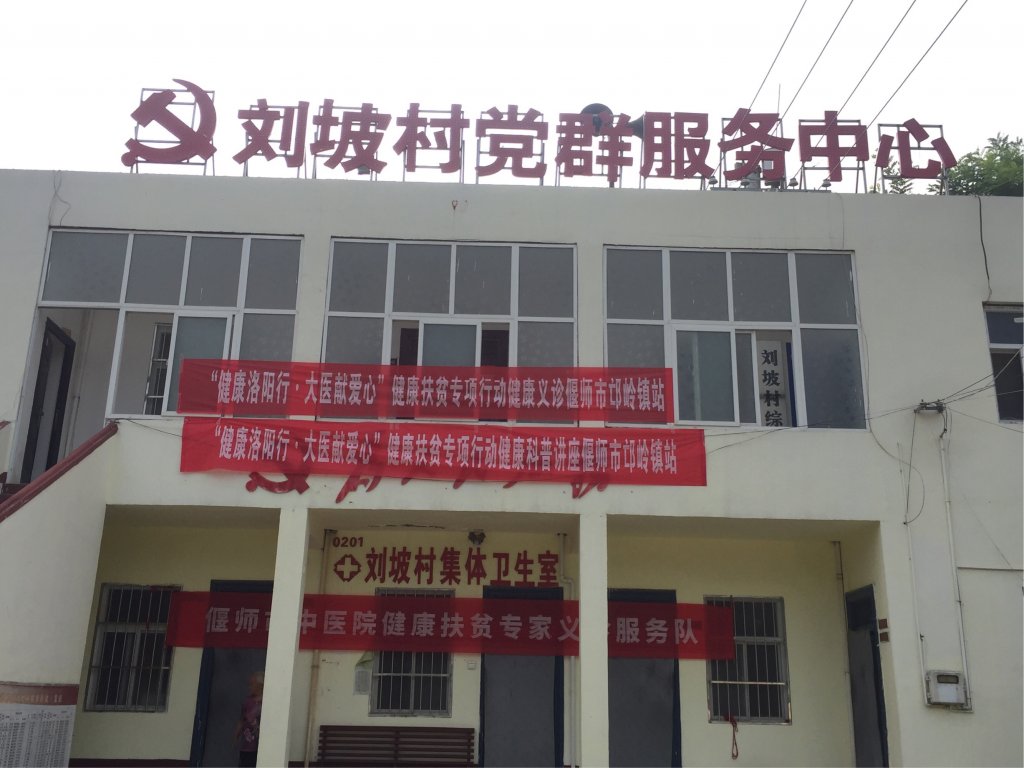 刘坡村党群服务中心
刘坡村综
“健康洛阳行·大医献爱心”健康扶贫专项行动健康义诊偃师市邙岭镇站
“健康洛阳行·大医献爱心”健康扶贫专项行动健康科普讲座偃师市邙岭镇站
0201
刘坡村集体卫生室
偃师市中医院健康扶贫专家义诊服务队